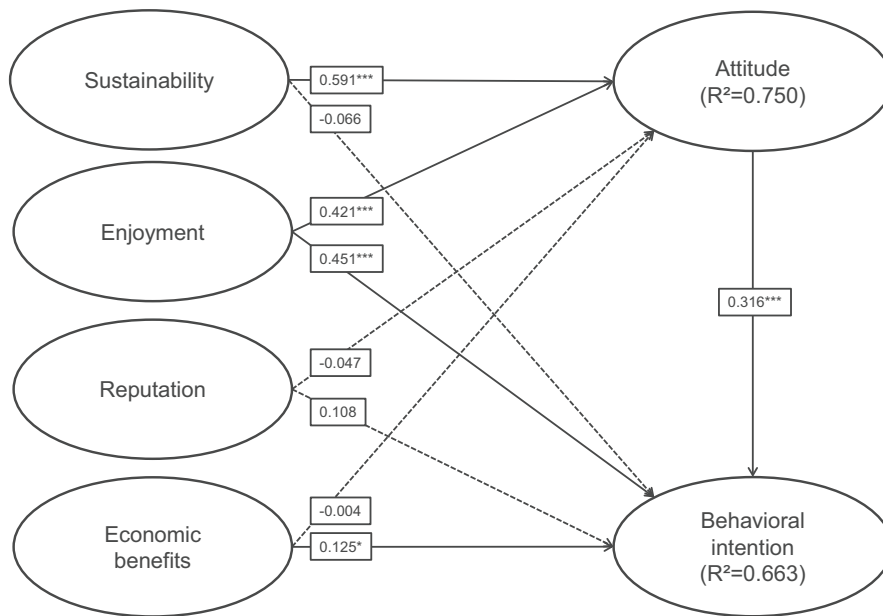 Sustainability
0.591***
-0.066
Attitude
(R²=0.750)
Enjoyment
0.421***
0.451***
0.316***
Reputation
-0.047
0.108
Economic
benefits
-0.004
0.125*
Behavioral
intention
(R²=0.663)